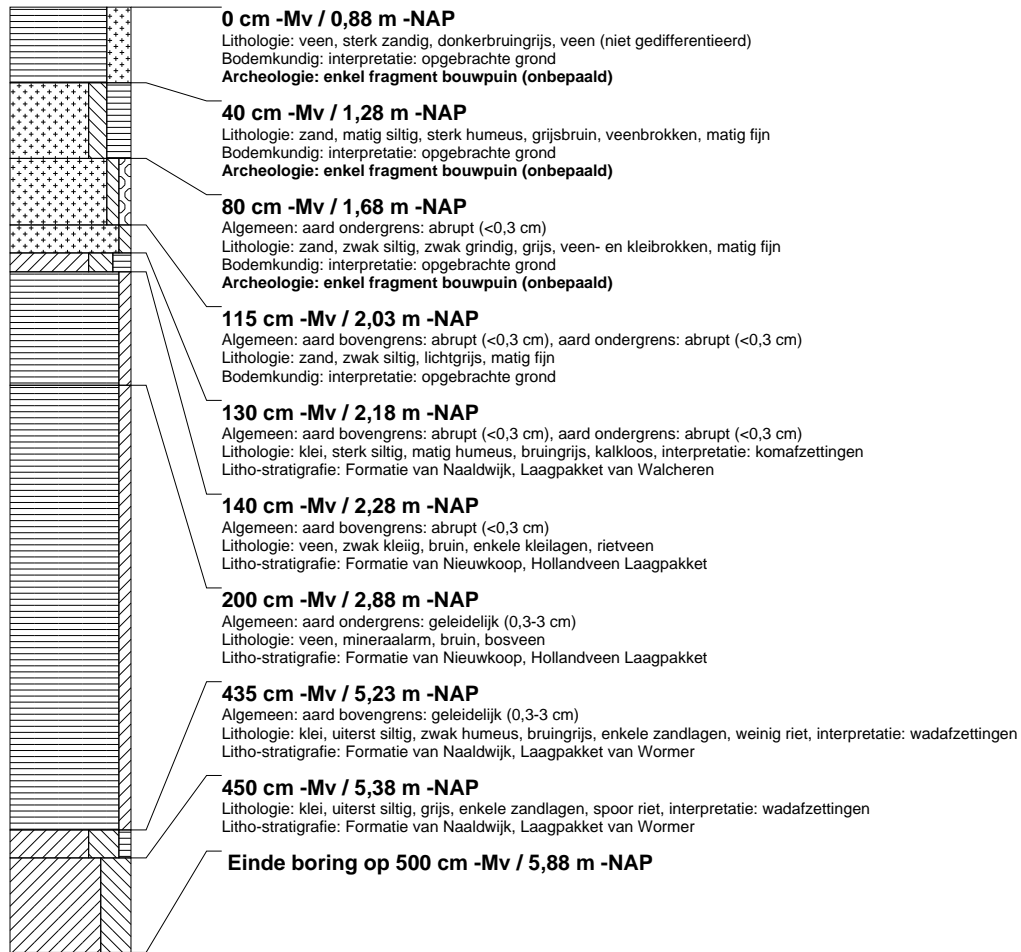 0 cm -Mv / 0,88 m -NAP
Lithologie: veen, sterk zandig, donkerbruingrijs, veen (niet gedifferentieerd)
Bodemkundig: interpretatie: opgebrachte grond
Archeologie: enkel fragment bouwpuin (onbepaald)
40 cm -Mv / 1,28 m -NAP
Lithologie: zand, matig siltig, sterk humeus, grijsbruin, veenbrokken, matig fijn
Bodemkundig: interpretatie: opgebrachte grond
Archeologie: enkel fragment bouwpuin (onbepaald)
80 cm -Mv / 1,68 m -NAP
Algemeen: aard ondergrens: abrupt (<0,3 cm)
Lithologie: zand, zwak siltig, zwak grindig, grijs, veen- en kleibrokken, matig fijn
Bodemkundig: interpretatie: opgebrachte grond
Archeologie: enkel fragment bouwpuin (onbepaald)
115 cm -Mv / 2,03 m -NAP
Algemeen: aard bovengrens: abrupt (<0,3 cm), aard ondergrens: abrupt (<0,3 cm)
Lithologie: zand, zwak siltig, lichtgrijs, matig fijn
Bodemkundig: interpretatie: opgebrachte grond
130 cm -Mv / 2,18 m -NAP
Algemeen: aard bovengrens: abrupt (<0,3 cm), aard ondergrens: abrupt (<0,3 cm)
Lithologie: klei, sterk siltig, matig humeus, bruingrijs, kalkloos, interpretatie: komafzettingen
Litho-stratigrafie: Formatie van Naaldwijk, Laagpakket van Walcheren
140 cm -Mv / 2,28 m -NAP
Algemeen: aard bovengrens: abrupt (<0,3 cm)
Lithologie: veen, zwak kleiig, bruin, enkele kleilagen, rietveen
Litho-stratigrafie: Formatie van Nieuwkoop, Hollandveen Laagpakket
200 cm -Mv / 2,88 m -NAP
Algemeen: aard ondergrens: geleidelijk (0,3-3 cm)
Lithologie: veen, mineraalarm, bruin, bosveen
Litho-stratigrafie: Formatie van Nieuwkoop, Hollandveen Laagpakket
435 cm -Mv / 5,23 m -NAP
Algemeen: aard bovengrens: geleidelijk (0,3-3 cm)
Lithologie: klei, uiterst siltig, zwak humeus, bruingrijs, enkele zandlagen, weinig riet, interpretatie: wadafzettingen
Litho-stratigrafie: Formatie van Naaldwijk, Laagpakket van Wormer
450 cm -Mv / 5,38 m -NAP
Lithologie: klei, uiterst siltig, grijs, enkele zandlagen, spoor riet, interpretatie: wadafzettingen
Litho-stratigrafie: Formatie van Naaldwijk, Laagpakket van Wormer
Einde boring op 500 cm -Mv / 5,88 m -NAP